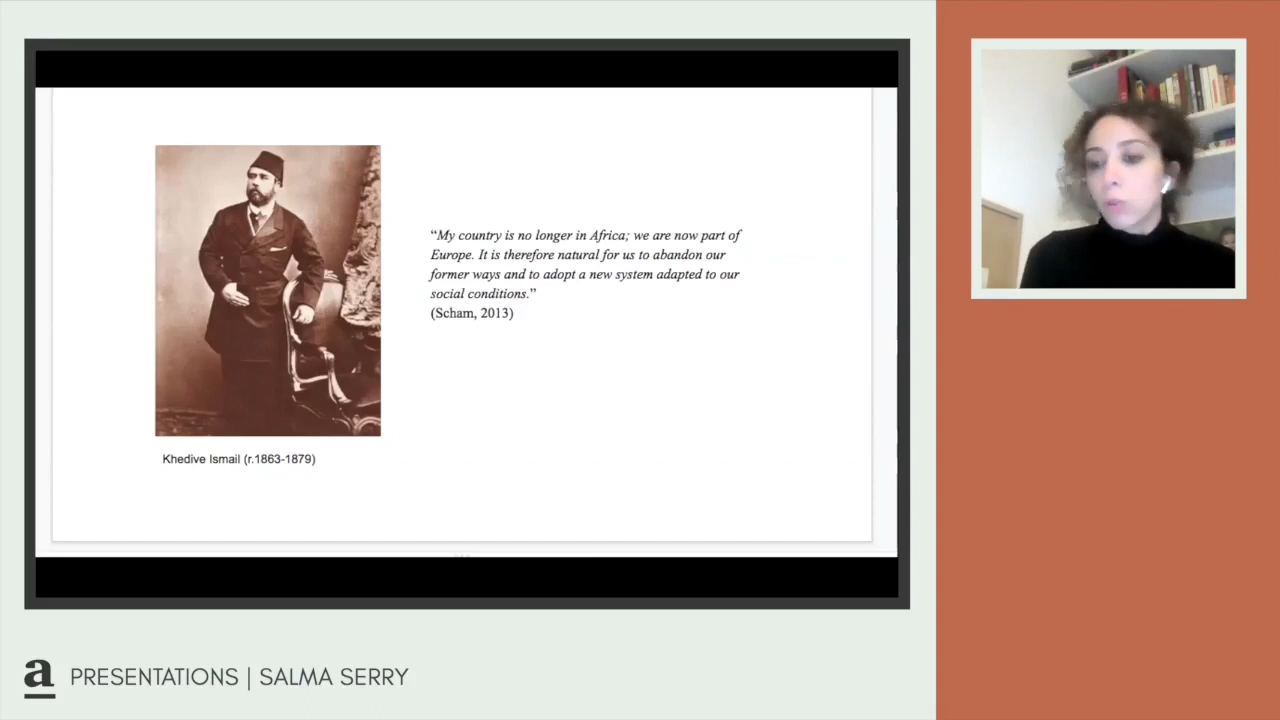 “My country is no longer in Africa; we are now part of
Europe. It is therefore natural for us to abandon our
former ways and to adopt a new system adapted to our
social conditions.”
(Scham, 2013)
Khedive Ismail (r.1863-1879)
a PRESENTATIONS | SALMA SERRY